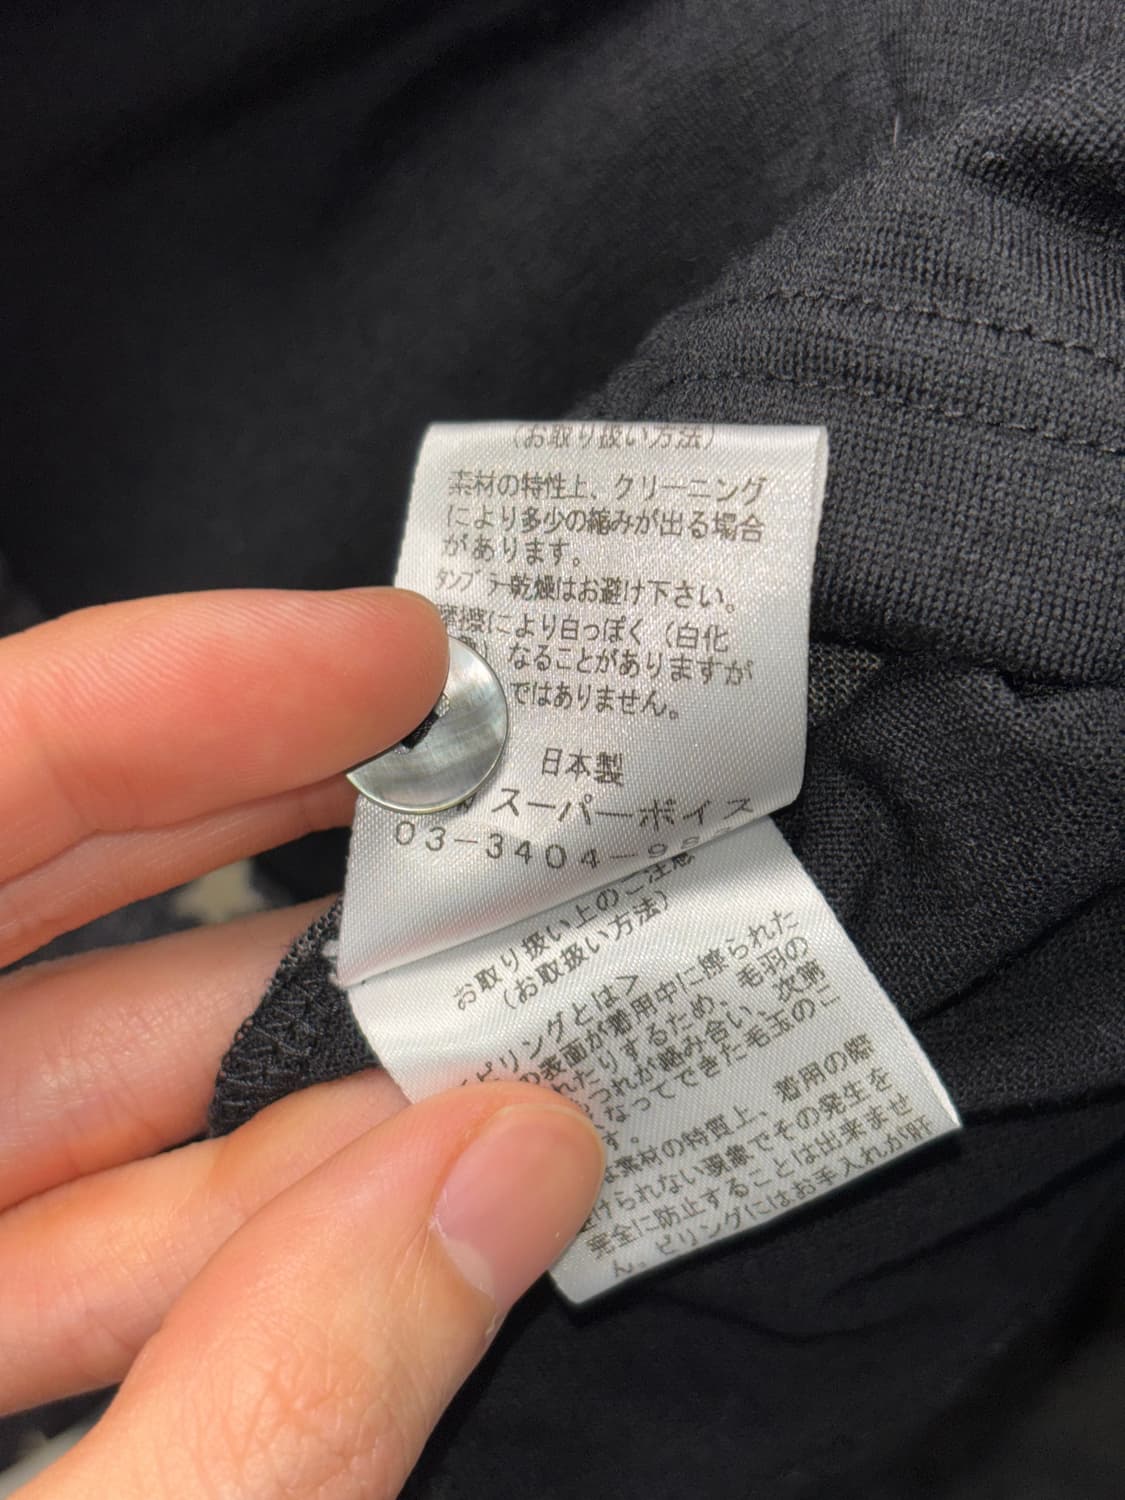 (お取り扱い方法)
素材の特性上、クリーニング
により多少の縮みが出る場合
があります。
タンブラー乾燥はお避け下さい。
摩擦により白っぽく(白化
なることがありますが
ではありません。
日本製
スーパーボイス
03-3404-98
お取り扱い上のご注意
(お取扱い方法)
ピリングとは>
の表面が着用中に擦られた
れたりするため、毛羽の
つれが絡み合い、次第
なってできた毛玉のこ
す。
は素材の特質上、着用の際
けられない現象でその発生を
完全に防止することは出来ませ
ん。ピリングにはお手入れが肝